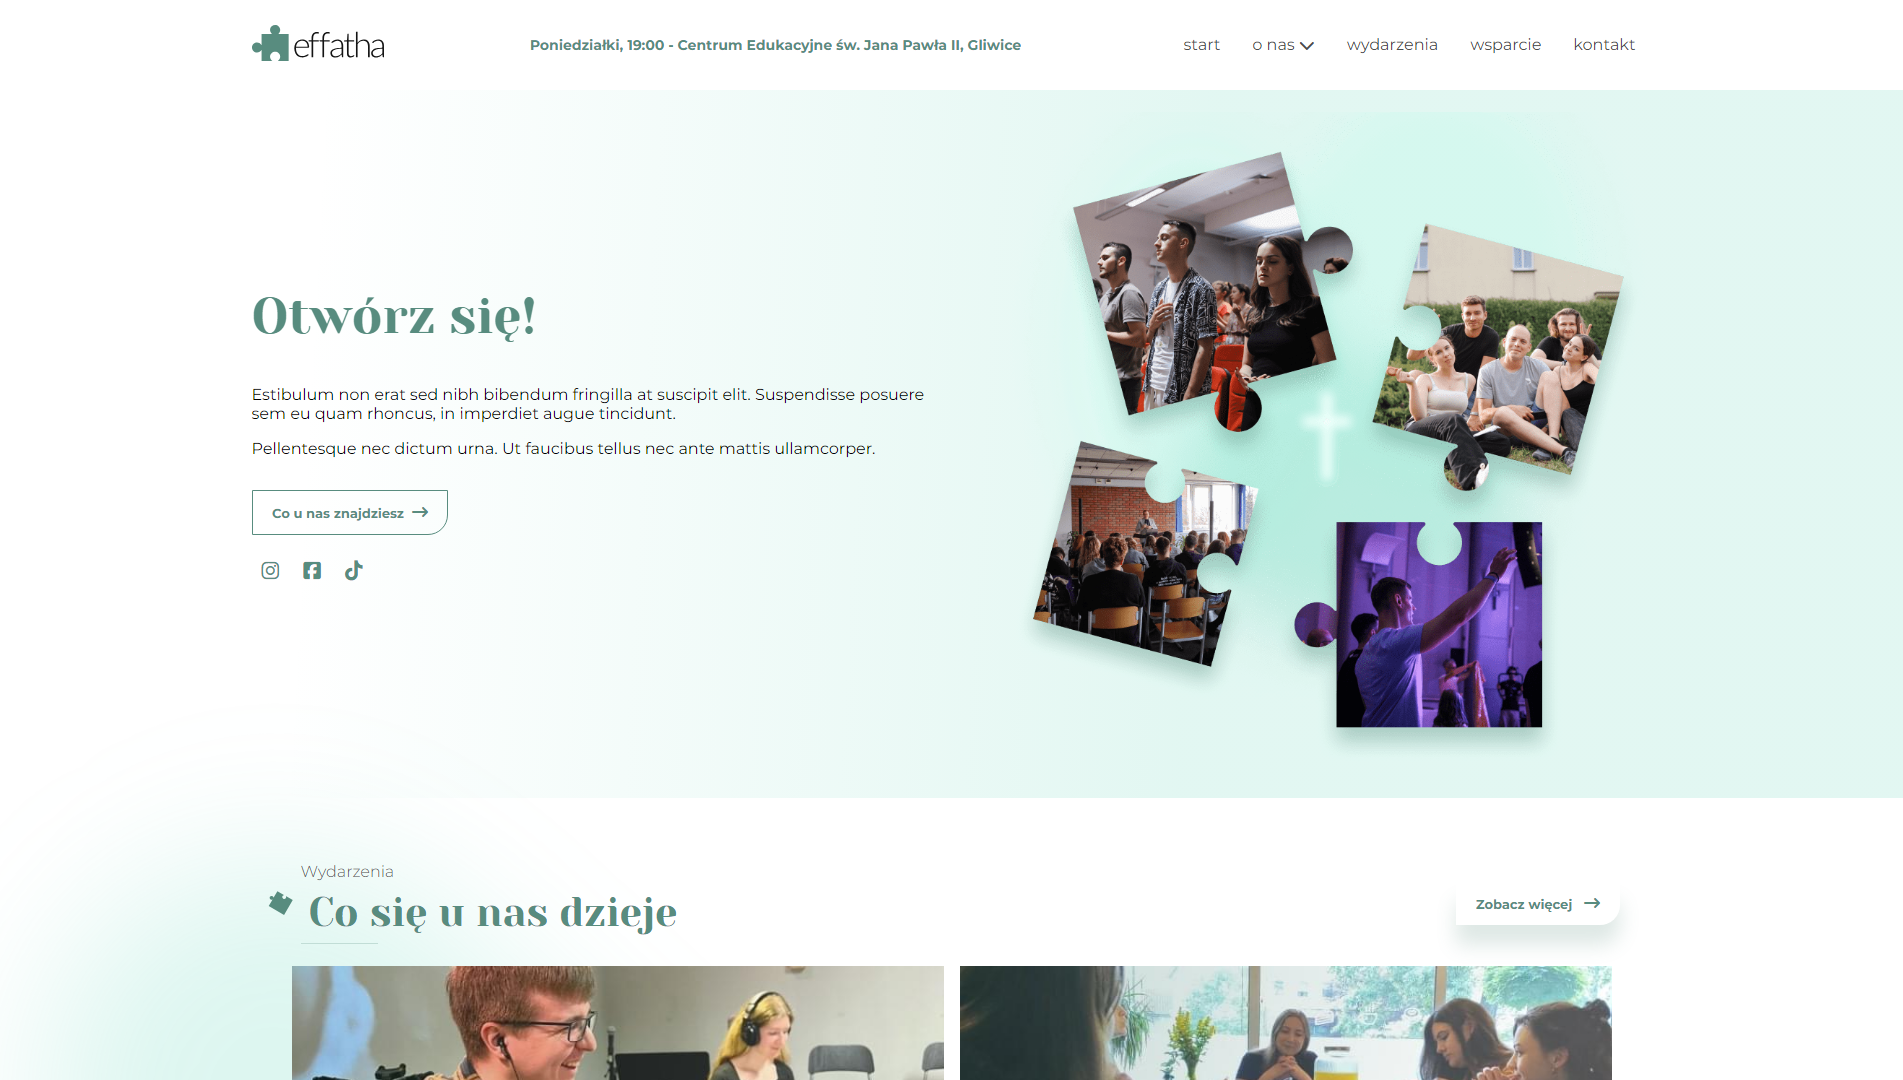 effatha
Poniedziałki, 19:00 - Centrum Edukacyjne św. Jana Pawła II, Gliwice
start
o nas
wydarzenia
wsparcie
kontakt
Otwórz się!
Estibulum non erat sed nibh bibendum fringilla at suscipit elit. Suspendisse posuere
sem eu quam rhoncus, in imperdiet augue tincidunt.
Pellentesque nec dictum urna. Ut faucibus tellus nec ante mattis ullamcorper.
Co u nas znajdziesz
Wydarzenia
Co się u nas dzieje
Zobacz więcej